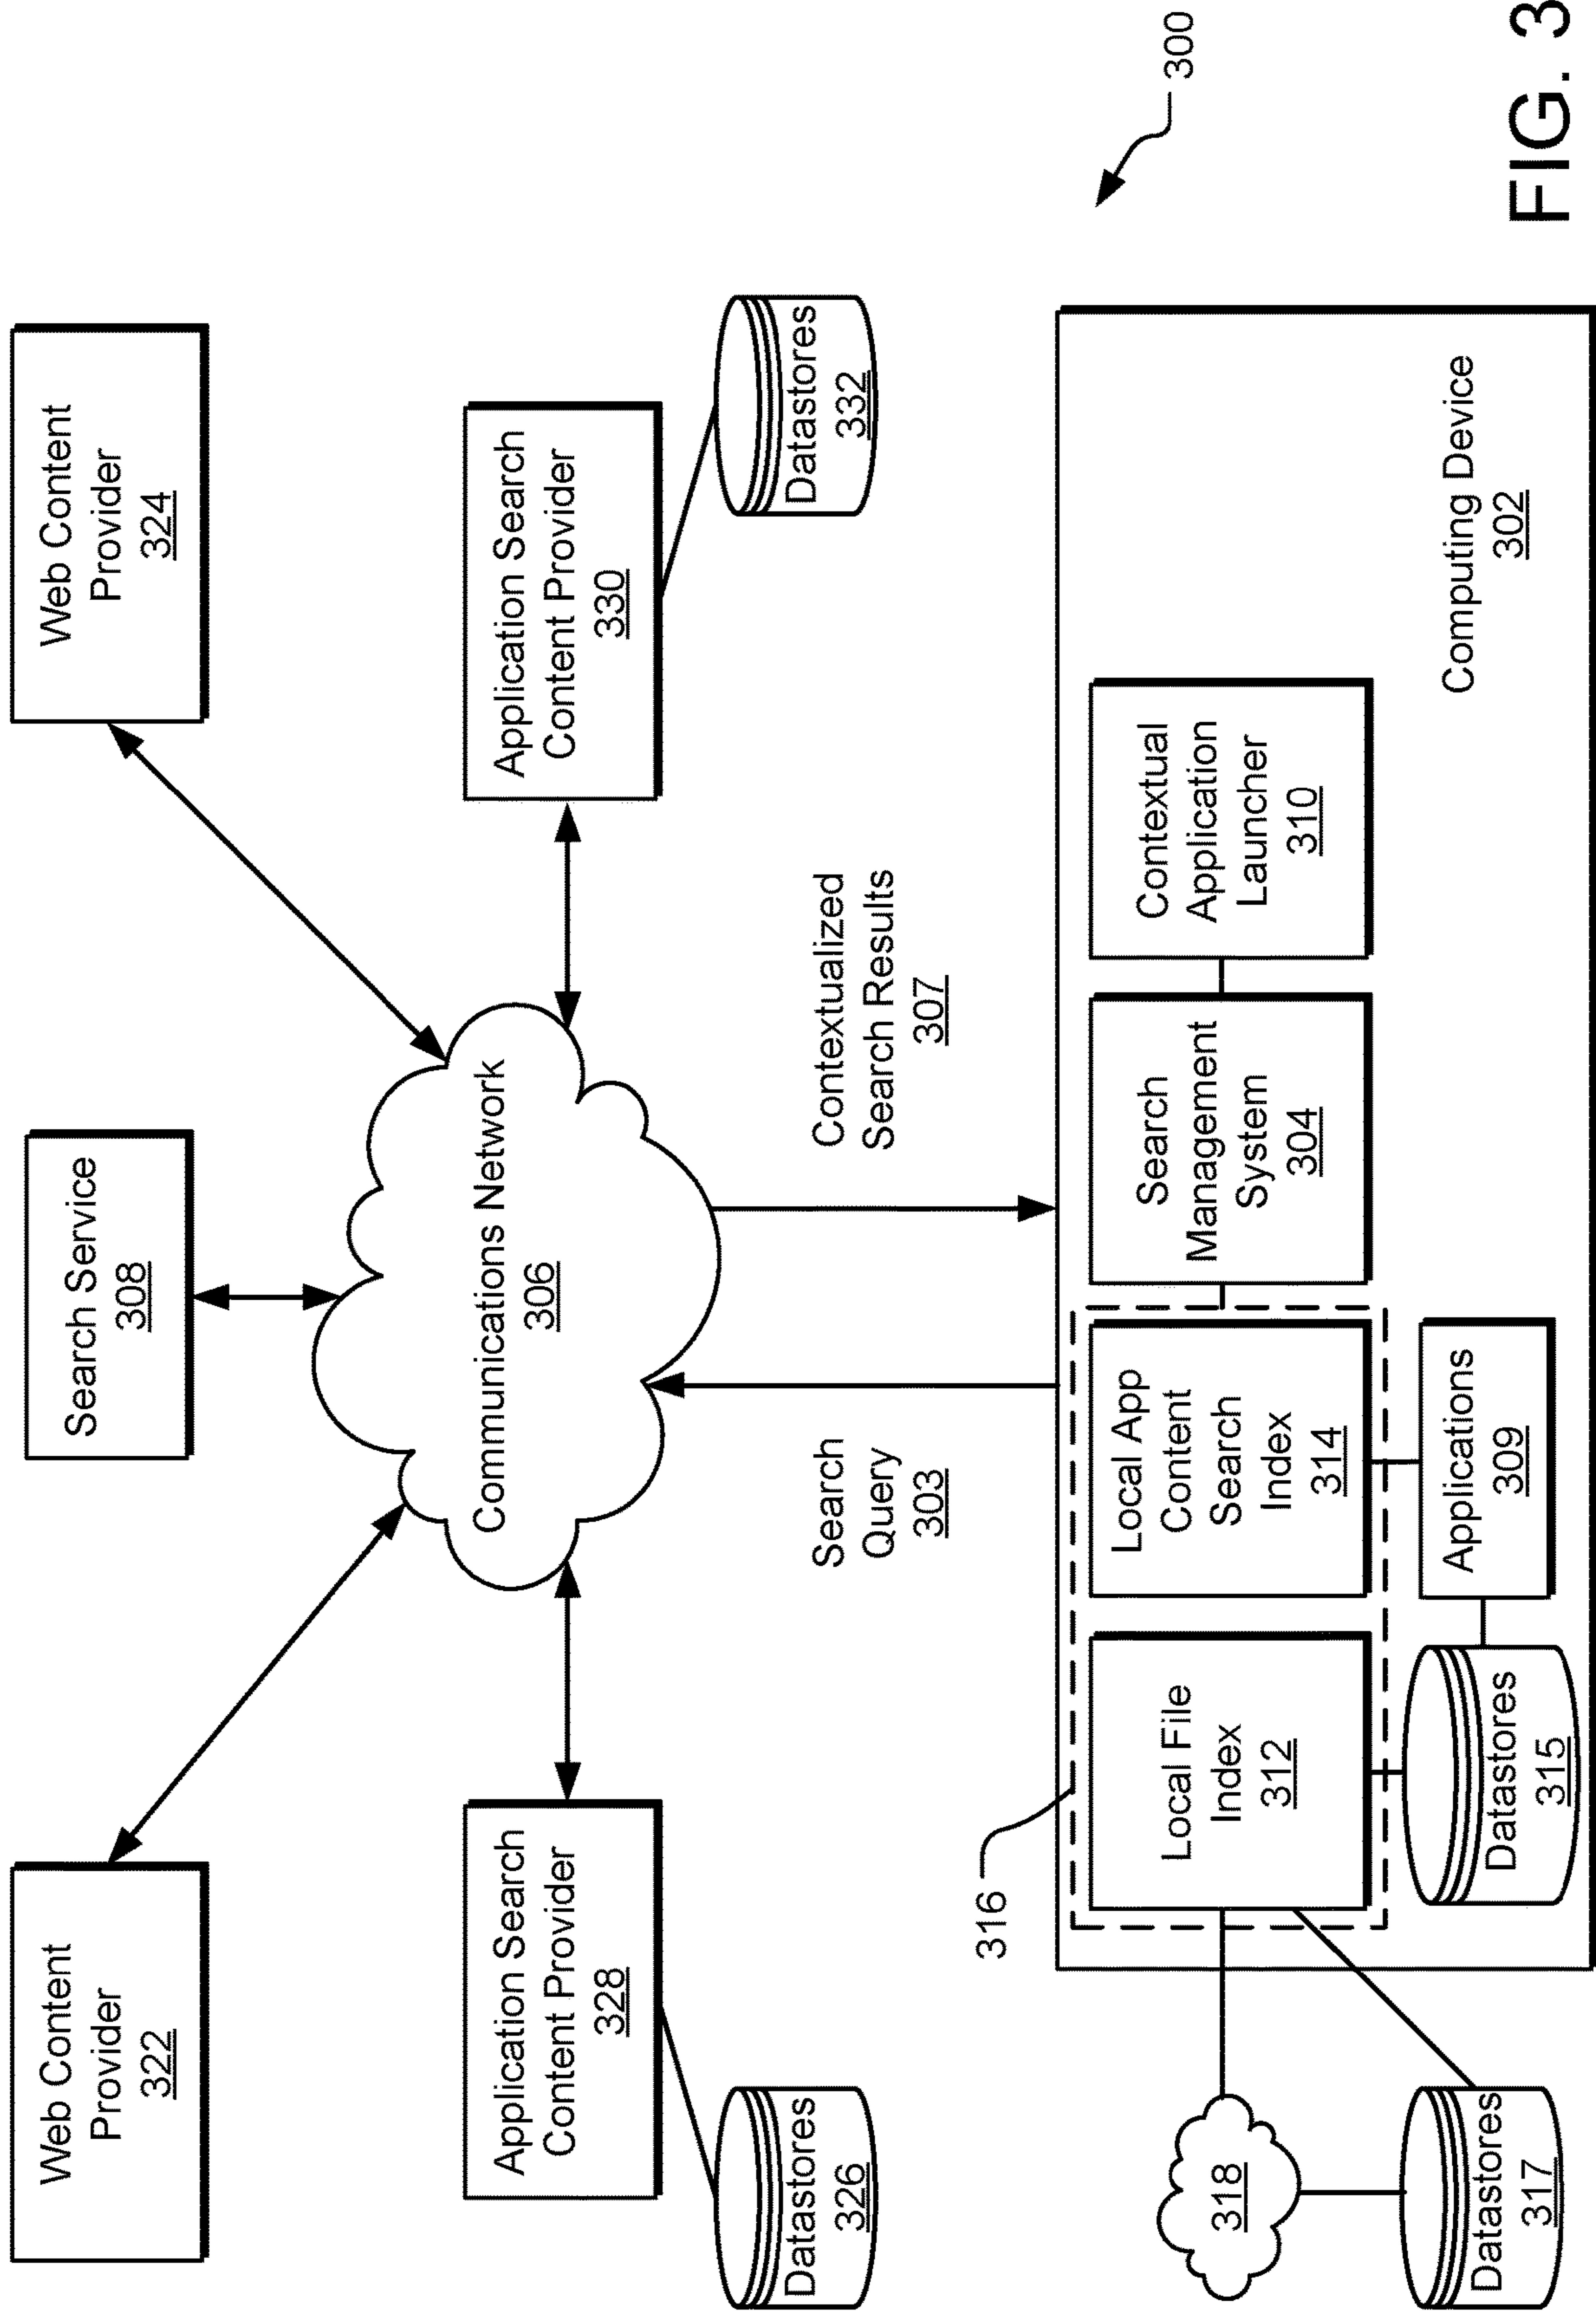 Web Content
Provider
322
Search Service
308
Web Content
Provider
324
Application Search
Content Provider
328
Communications Network
306
Application Search
Content Provider
330
Datastores
326
Search
Query
303
Contextualized
Search Results
307
Datastores
332
316
300
318
Local File
Index
312
Local App
Content
Search
Index
314
Search
Management
System
304
Contextual
Application
Launcher
310
Datastores
317
Datastores
315
Applications
309
Computing Device
302
FIG. 3